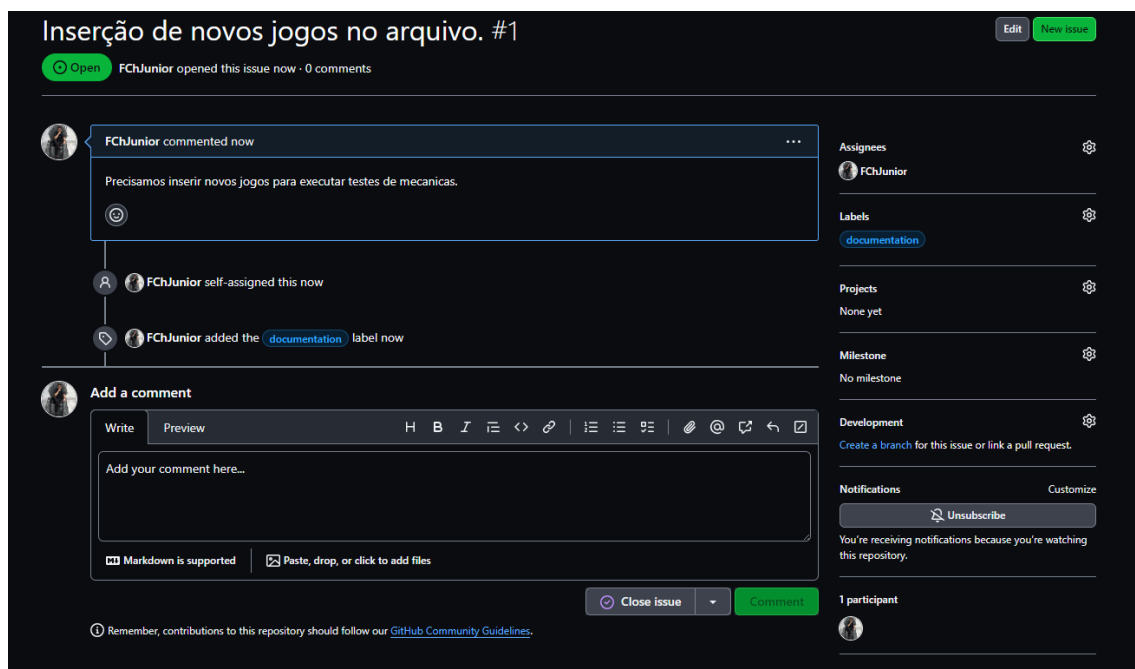 Inserção de novos jogos no arquivo. #1
Edit
New issue
Open
FChJunior opened this issue now · 0 comments
FChJunior commented now
Precisamos inserir novos jogos para executar testes de mecanicas.
FChJunior self-assigned this now
FChJunior added the documentation label now
Add a comment
Write
Preview
H B I
Add your comment here...
Markdown is supported
Paste, drop, or click to add files
Close issue
Comment
Remember, contributions to this repository should follow our GitHub Community Guidelines.
Assignees
FChJunior
Labels
documentation
Projects
None yet
Milestone
No milestone
Development
Create a branch for this issue or link a pull request.
Notifications
Customize
Unsubscribe
You're receiving notifications because you're watching
this repository.
1 participant